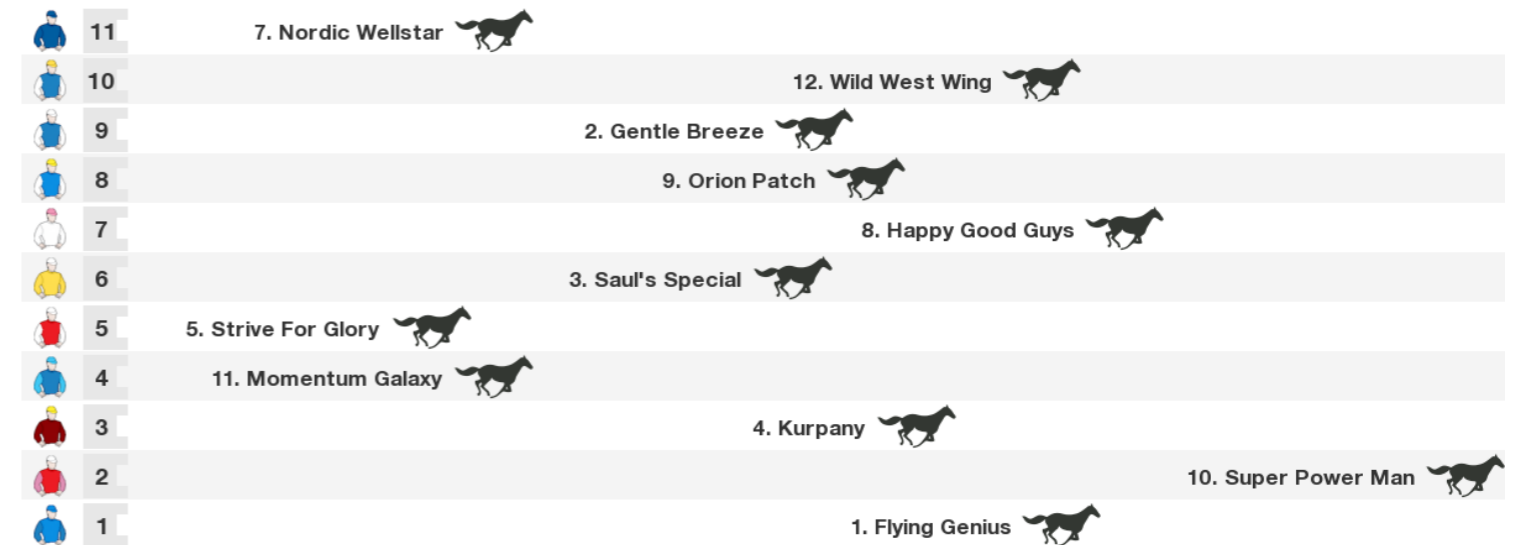 11 7. Nordic Wellstar
10 12. Wild West Wing
9 2. Gentle Breeze
8 9. Orion Patch
7 8. Happy Good Guys
6 3. Saul's Special
5 5. Strive For Glory
4 11. Momentum Galaxy
3 4. Kurpany
2 10. Super Power Man
1 1. Flying Genius